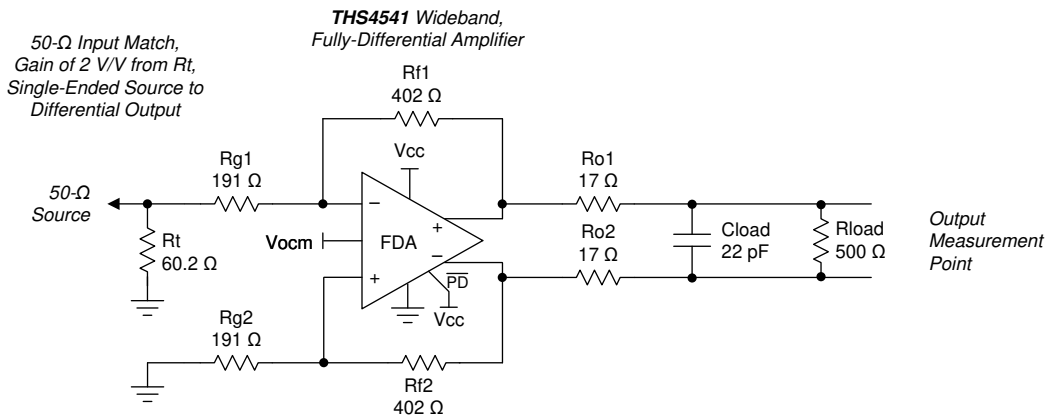 THS4541 Wideband,
Fully-Differential Amplifier
50-Ω Input Match,
Gain of 2 V/V from Rt,
Single-Ended Source to
Differential Output
Rf1
402 Ω
Vcc
Rg1
191 Ω
Ro1
17 Ω
50-Ω
Source
Rt
60.2 Ω
Vocm
−
+
FDA
+
−
PD
Vcc
Ro2
17 Ω
Cload
22 pF
Rload
500 Ω
Output
Measurement
Point
Rg2
191 Ω
Rf2
402 Ω